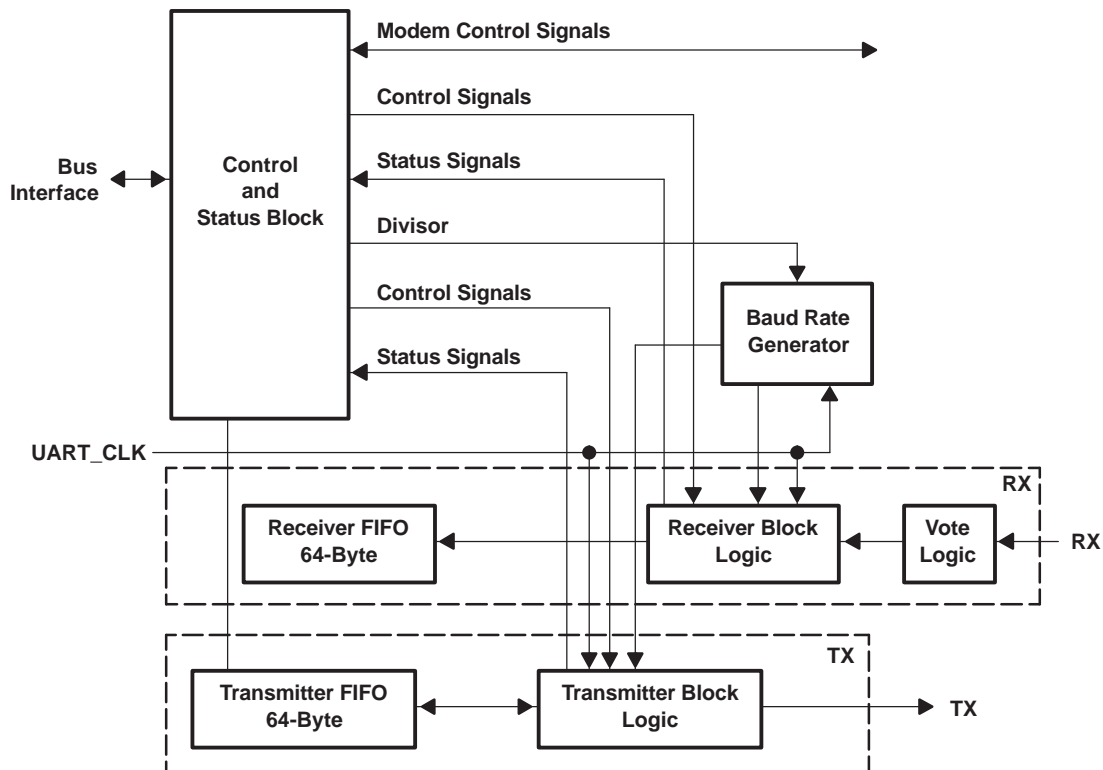 Modem Control Signals
Control Signals
Bus
Interface
Control
and
Status Block
Status Signals
Divisor
Control Signals
Baud Rate
Generator
Status Signals
UART_CLK
RX
Receiver FIFO
64-Byte
Receiver Block
Logic
Vote
Logic
RX
TX
Transmitter FIFO
64-Byte
Transmitter Block
Logic
TX